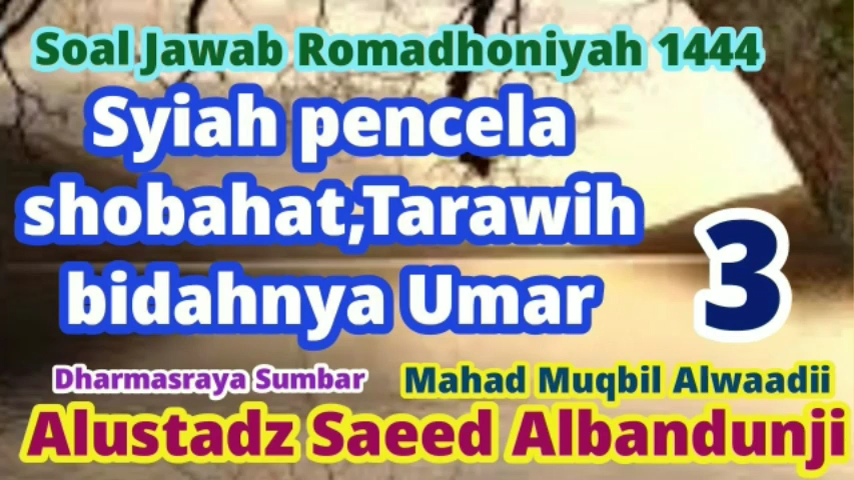 Soal Jawab Romadhoniyah 1444
Syiah pencela
shobahat,Tarawih
bidahnya Umar
3
Dharmasraya Sumbar
Mahad Muqbil Alwaadii
Alustadz Saeed Albandunji